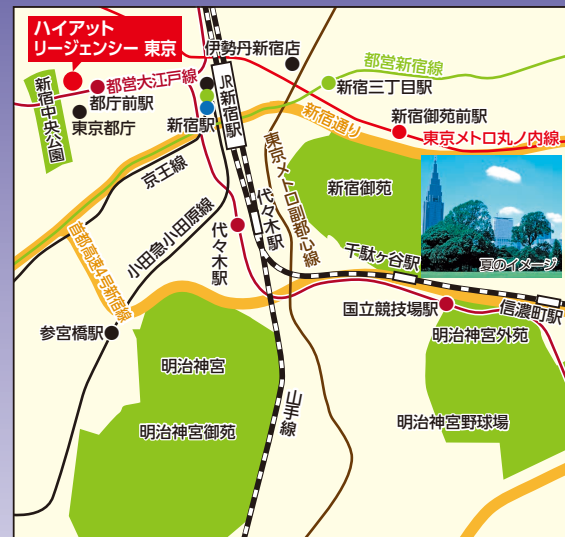 ハイアット
リージェンシー 東京
伊勢丹新宿店
都営新宿線
JR新宿駅
都営大江戸線
新宿三丁目駅
新宿中央公園
都庁前駅
東京都庁
新宿駅
新宿通り
新宿御苑前駅
東京メトロ丸ノ内線
京王線
東京メトロ副都心線
新宿御苑
小田急小田原線
代々木駅
代々木駅
千駄ヶ谷駅
夏のイメージ
首都高速4号新宿線
国立競技場駅
信濃町駅
参宮橋駅
明治神宮外苑
明治神宮
山手線
明治神宮野球場
明治神宮御苑